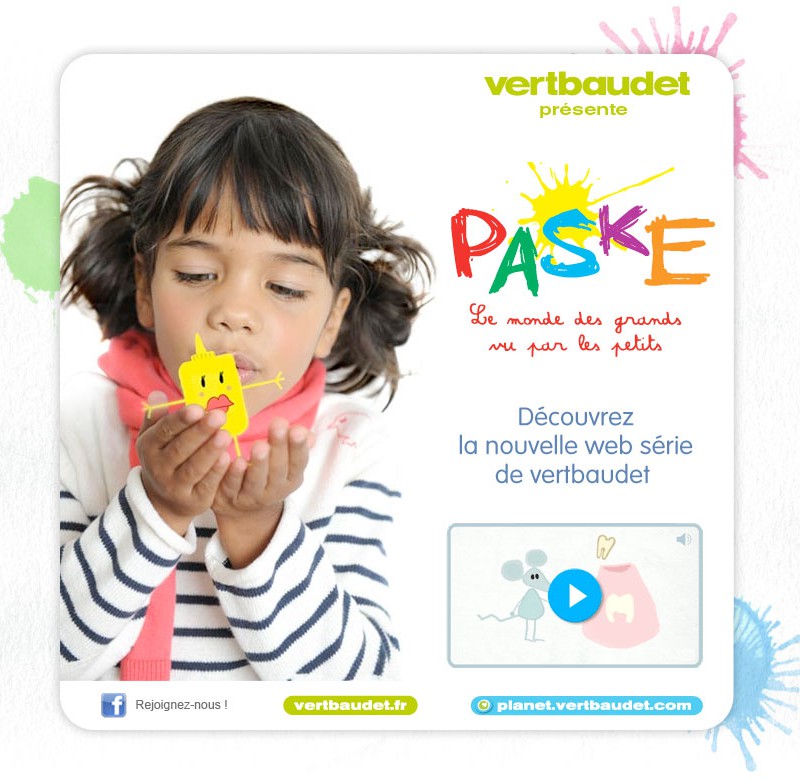 vertbaudet
présente
PASKE
Le monde des grands
vu par les petits
Découvrez
la nouvelle web série
de vertbaudet
Rejoignez-nous !
vertbaudet.fr
planet.vertbaudet.com